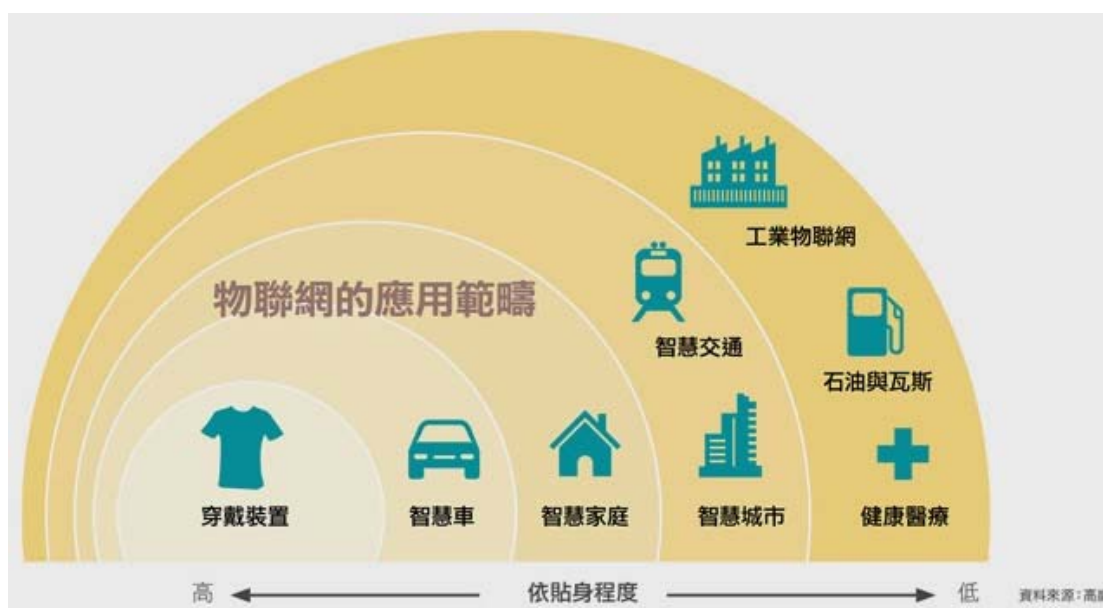 物聯網的應用範疇
工業物聯網
智慧交通
石油與瓦斯
穿戴裝置
智慧車
智慧家庭
智慧城市
健康醫療
高
依貼身程度
低
資料來源：高